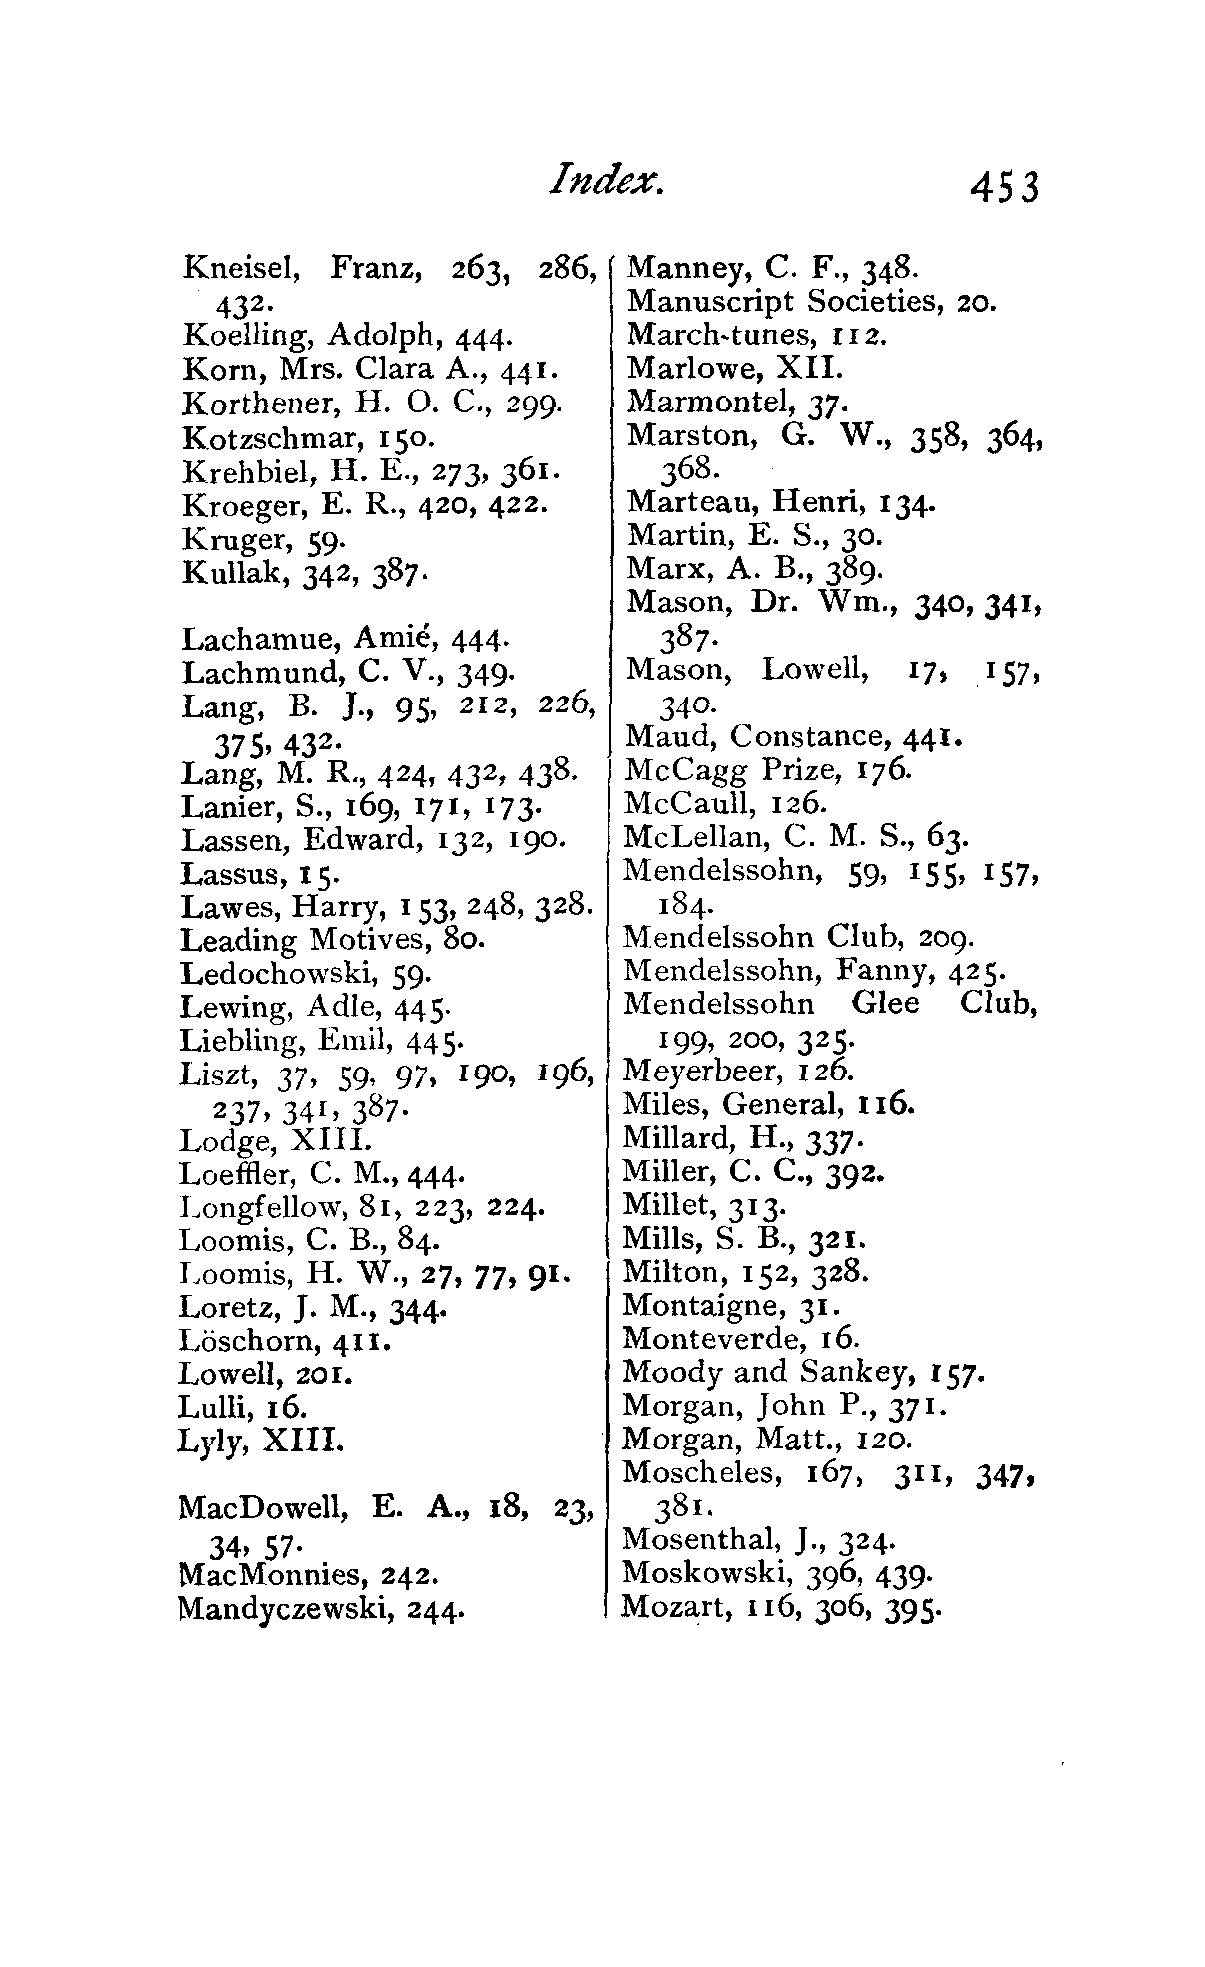 Index.
453
Kneisel, Franz, 263, 286,
432.
Koelling, Adolph, 444.
Korn, Mrs. Clara A., 441.
Korthener, H. O. C., 299.
Kotzschmar, 150.
Krehbiel, H. E., 273, 361.
Kroeger, E. R., 420, 422.
Kruger, 59.
Kullak, 342, 387.
Lachamue, Amié, 444.
Lachmund, C. V., 349.
Lang, B. J., 95, 212, 226,
375, 432.
Lang, M. R., 424, 432, 438.
Lanier, S., 169, 171, 173.
Lassen, Edward, 132, 190.
Lassus, 15.
Lawes, Harry, 153, 248, 328.
Leading Motives, 80.
Ledochowski, 59.
Lewing, Adle, 445.
Liebling, Emil, 445.
Liszt, 37, 59, 97, 190, 196,
237, 341, 387.
Lodge, XIII.
Loeffler, C. M., 444.
Longfellow, 81, 223, 224.
Loomis, C. B., 84.
Loomis, H. W., 27, 77, 91.
Loretz, J. M., 344.
Löschorn, 411.
Lowell, 201.
Lulli, 16.
Lyly, XIII.
MacDowell, E. A., 18, 23,
34, 57.
MacMonnies, 242.
Mandyczewski, 244.
Manney, C. F., 348.
Manuscript Societies, 20.
March-tunes, 112.
Marlowe, XII.
Marmontel, 37.
Marston, G. W., 358, 364,
368.
Marteau, Henri, 134.
Martin, E. S., 30.
Marx, A. B., 389.
Mason, Dr. Wm., 340, 341,
387.
Mason, Lowell, 17, 157,
340.
Maud, Constance, 441.
McCagg Prize, 176.
McCaull, 126.
McLellan, C. M. S., 63.
Mendelssohn, 59, 155, 157,
184.
Mendelssohn Club, 209.
Mendelssohn, Fanny, 425.
Mendelssohn Glee Club,
199, 200, 325.
Meyerbeer, 126.
Miles, General, 116.
Millard, H., 337.
Miller, C. C., 392.
Millet, 313.
Mills, S. B., 321.
Milton, 152, 328.
Montaigne, 31.
Monteverde, 16.
Moody and Sankey, 157.
Morgan, John P., 371.
Morgan, Matt., 120.
Moscheles, 167, 311, 347,
381.
Mosenthal, J., 324.
Moskowski, 396, 439.
Mozart, 116, 306, 395.